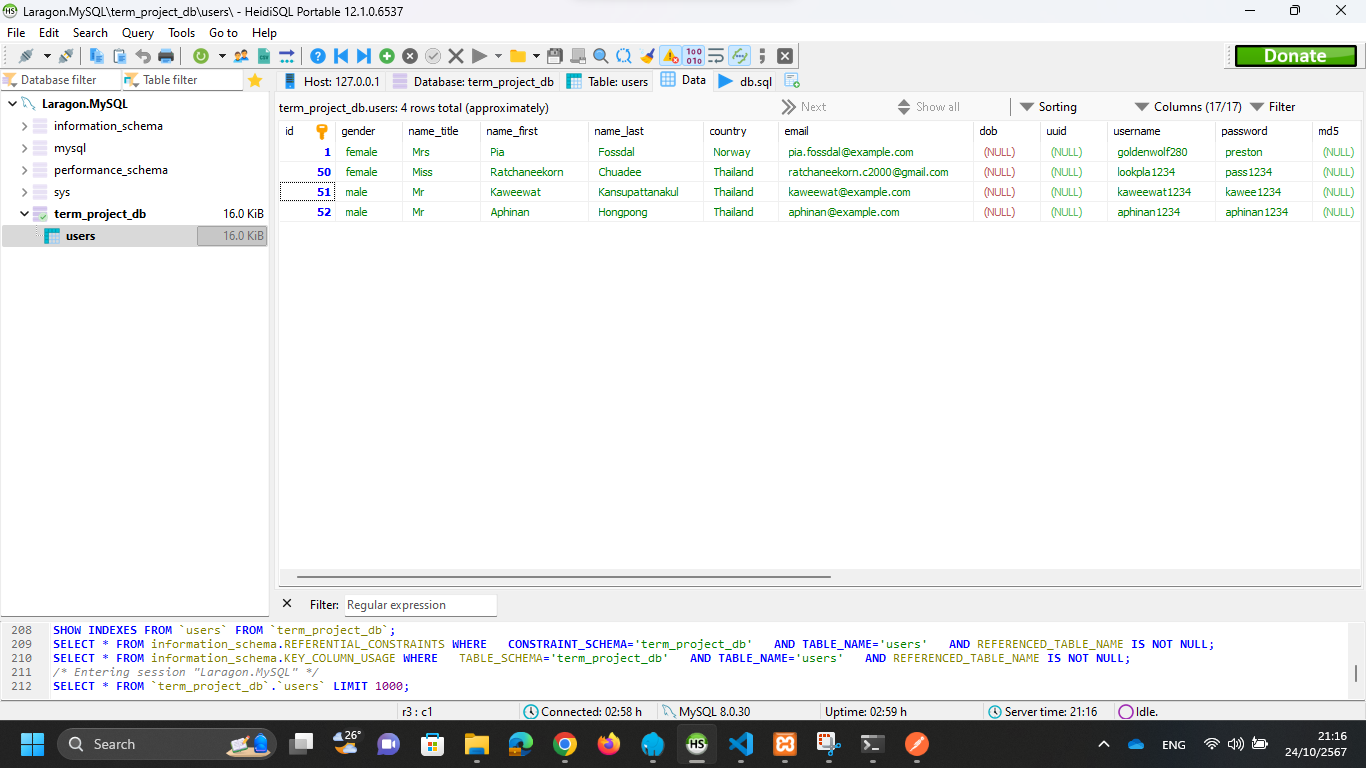 Laragon.MySQL\term_project_db\users\ - HeidiSQL Portable 12.1.0.6537
File Edit Search Query Tools Go to Help
Donate
Database filter Table filter
Host: 127.0.0.1 Database: term_project_db Table: users Data db.sql
Laragon.MySQL
information_schema
mysql
performance_schema
sys
term_project_db 16.0 KiB
users 16.0 KiB
term_project_db.users: 4 rows total (approximately) Next Show all Sorting Columns (17/17) Filter
id gender name_title name_first name_last country email dob uuid username password md5
1 female Mrs Pia Fossdal Norway pia.fossdal@example.com (NULL) (NULL) goldenwolf280 preston (NULL)
50 female Miss Ratchaneekorn Chuadee Thailand ratchaneekorn.c2000@gmail.com (NULL) (NULL) lookpla1234 pass1234 (NULL)
51 male Mr Kaweewat Kansupattanakul Thailand kaweewat@example.com (NULL) (NULL) kaweewat1234 kawee1234 (NULL)
52 male Mr Aphinan Hongpong Thailand aphinan@example.com (NULL) (NULL) aphinan1234 aphinan1234 (NULL)
Filter: Regular expression
208 SHOW INDEXES FROM `users` FROM `term_project_db`;
209 SELECT * FROM information_schema.REFERENTIAL_CONSTRAINTS WHERE CONSTRAINT_SCHEMA='term_project_db' AND TABLE_NAME='users' AND REFERENCED_TABLE_NAME IS NOT NULL;
210 SELECT * FROM information_schema.KEY_COLUMN_USAGE WHERE TABLE_SCHEMA='term_project_db' AND TABLE_NAME='users' AND REFERENCED_TABLE_NAME IS NOT NULL;
211 /* Entering session "Laragon.MySQL" */
212 SELECT * FROM `term_project_db`.`users` LIMIT 1000;
r3 : c1 Connected: 02:58 h MySQL 8.0.30 Uptime: 02:59 h Server time: 21:16 Idle.
Search 26° HS ENG 21:16
24/10/2567